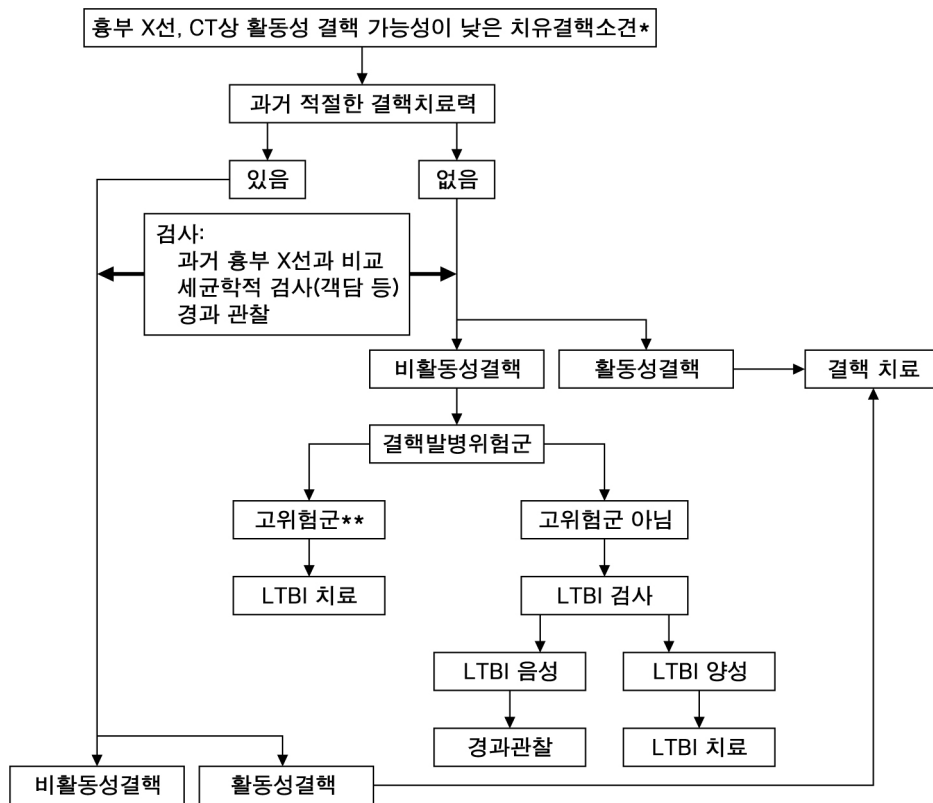 흉부 X선, CT상 활동성 결핵 가능성이 낮은 치유결핵소견*
과거 적절한 결핵치료력
있음
없음
검사:
과거 흉부 X선과 비교
세균학적 검사(객담 등)
경과 관찰
비활동성결핵
활동성결핵
결핵 치료
결핵발병위험군
고위험군**
고위험군 아님
LTBI 치료
LTBI 검사
LTBI 음성
LTBI 양성
경과관찰
LTBI 치료
비활동성결핵
활동성결핵